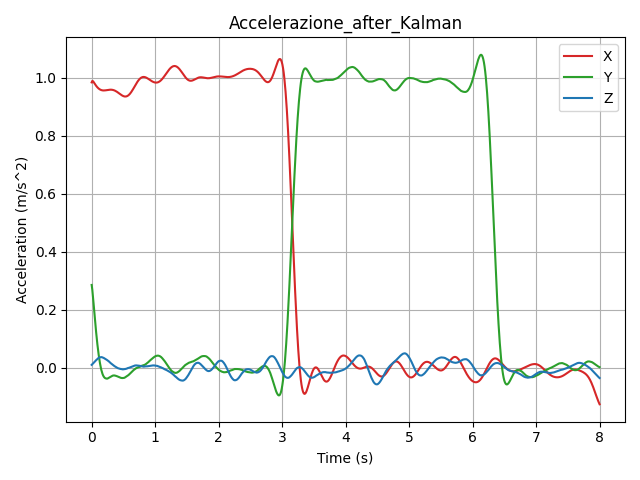 Accelerazione_after_Kalman
X
Y
Z
1.0
0.8
0.6
0.4
0.2
0.0
Acceleration (m/s^2)
0 1 2 3 4 5 6 7 8
Time (s)